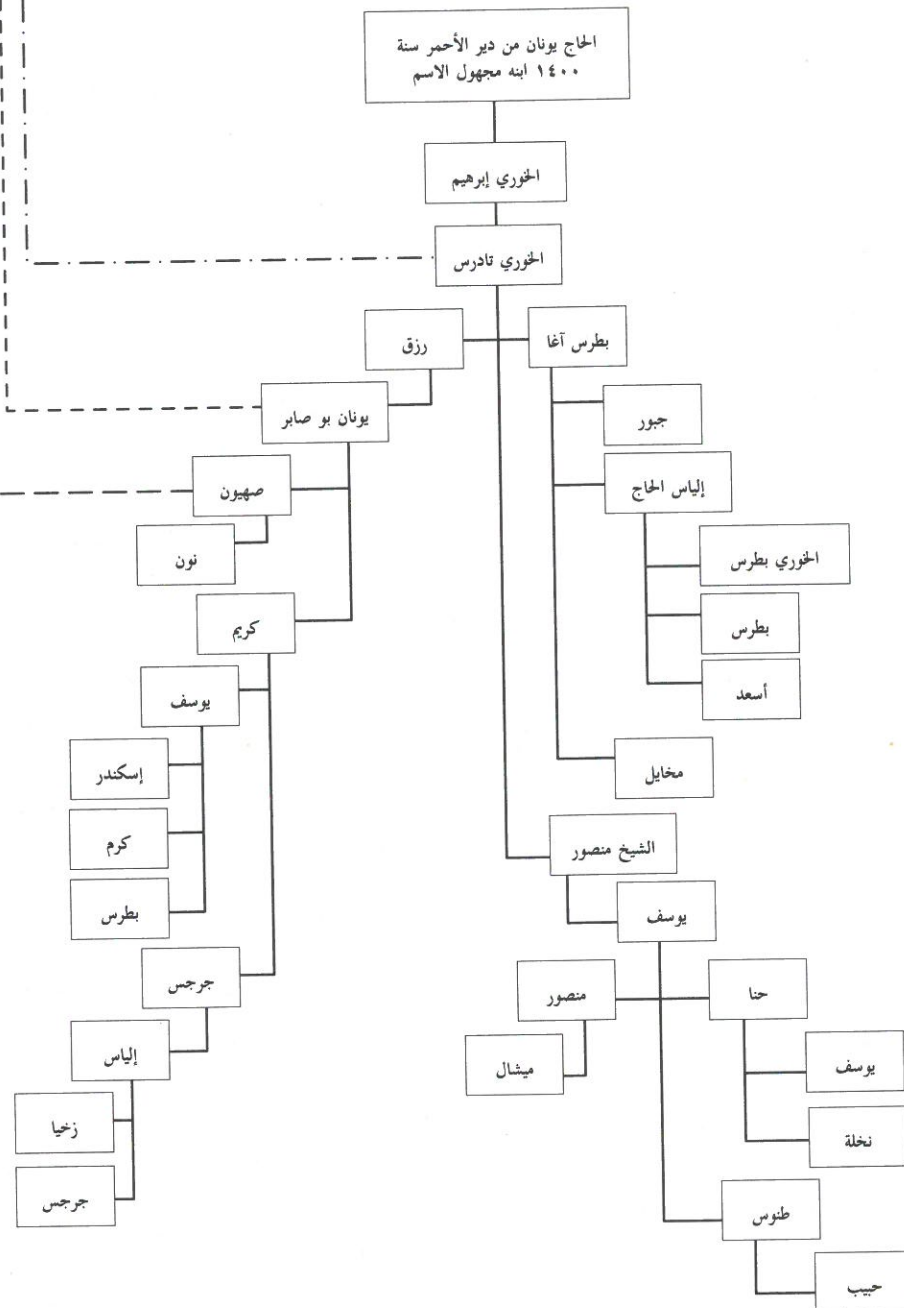 الحاج يونان من دير الأحمر سنة
١٤٠٠ ابنه مجهول الاسم
الخوري إبرهيم
الخوري تادرس
بطرس آغا
رزق
جبور
يونان بو صابر
إلياس الحاج
صهيون
الخوري بطرس
نون
بطرس
كريم
أسعد
يوسف
مخايل
إسكندر
كرم
الشيخ منصور
بطرس
يوسف
جرجس
حنا
منصور
إلياس
يوسف
ميشال
زخيا
نخلة
جرجس
طنوس
حبيب